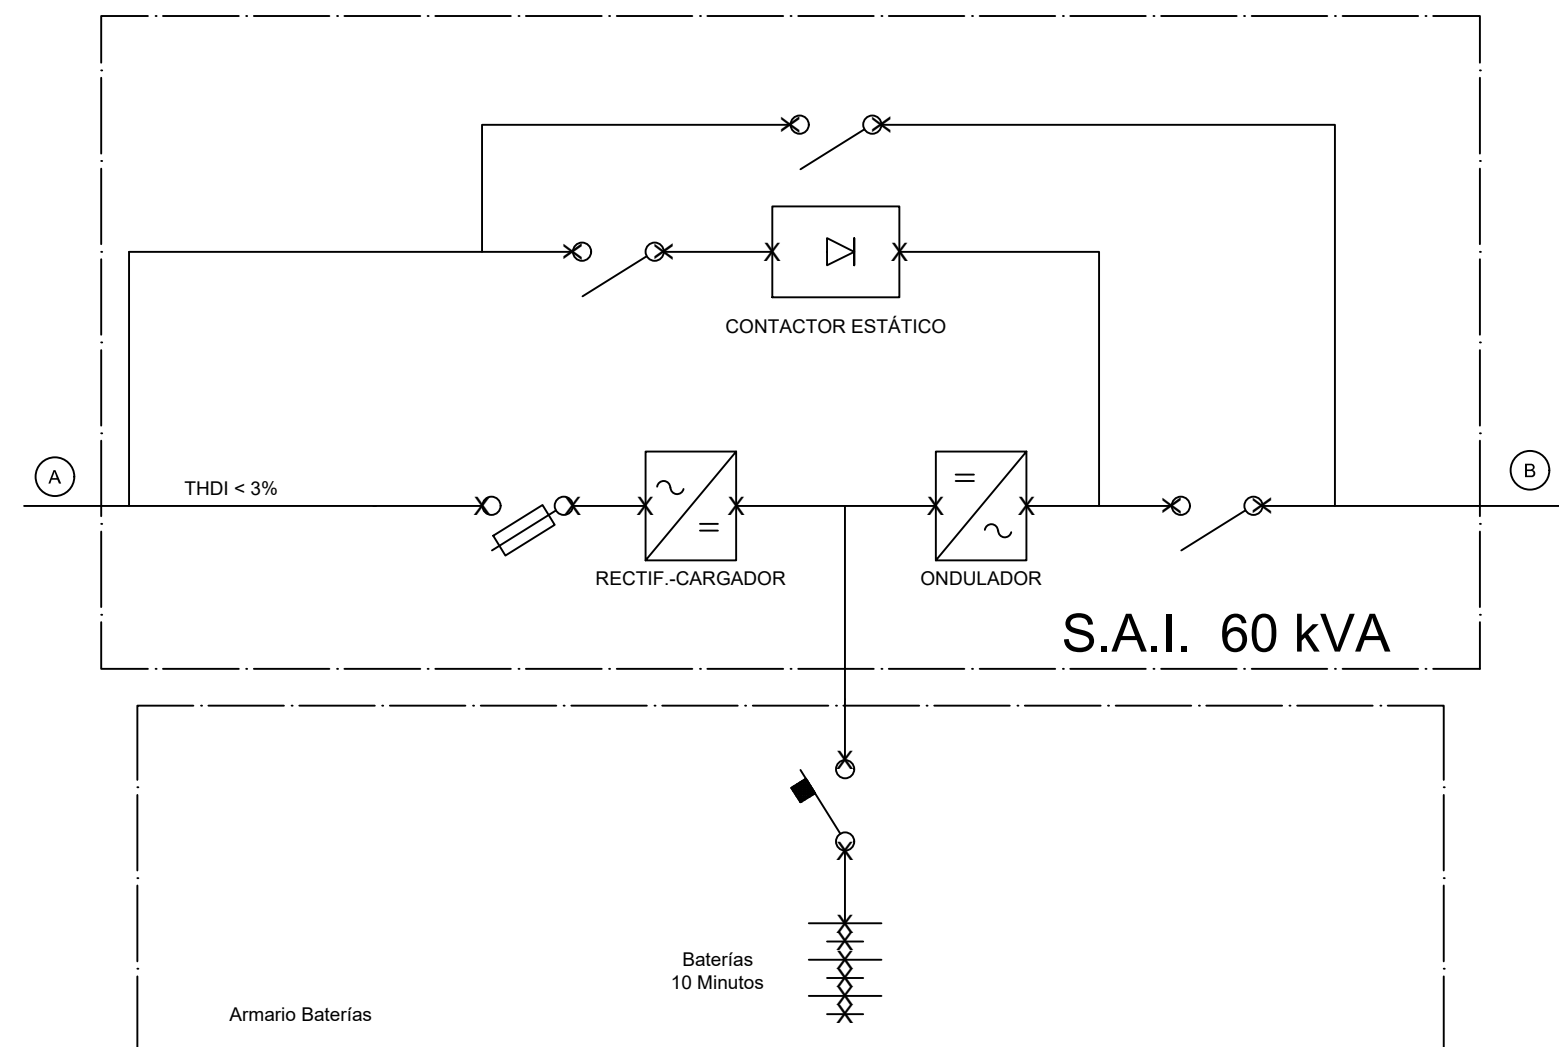 CONTACTOR ESTÁTICO
A
THDI < 3%
B
RECTIF.-CARGADOR
ONDULADOR
S.A.I. 60 kVA
Baterías
10 Minutos
Armario Baterías